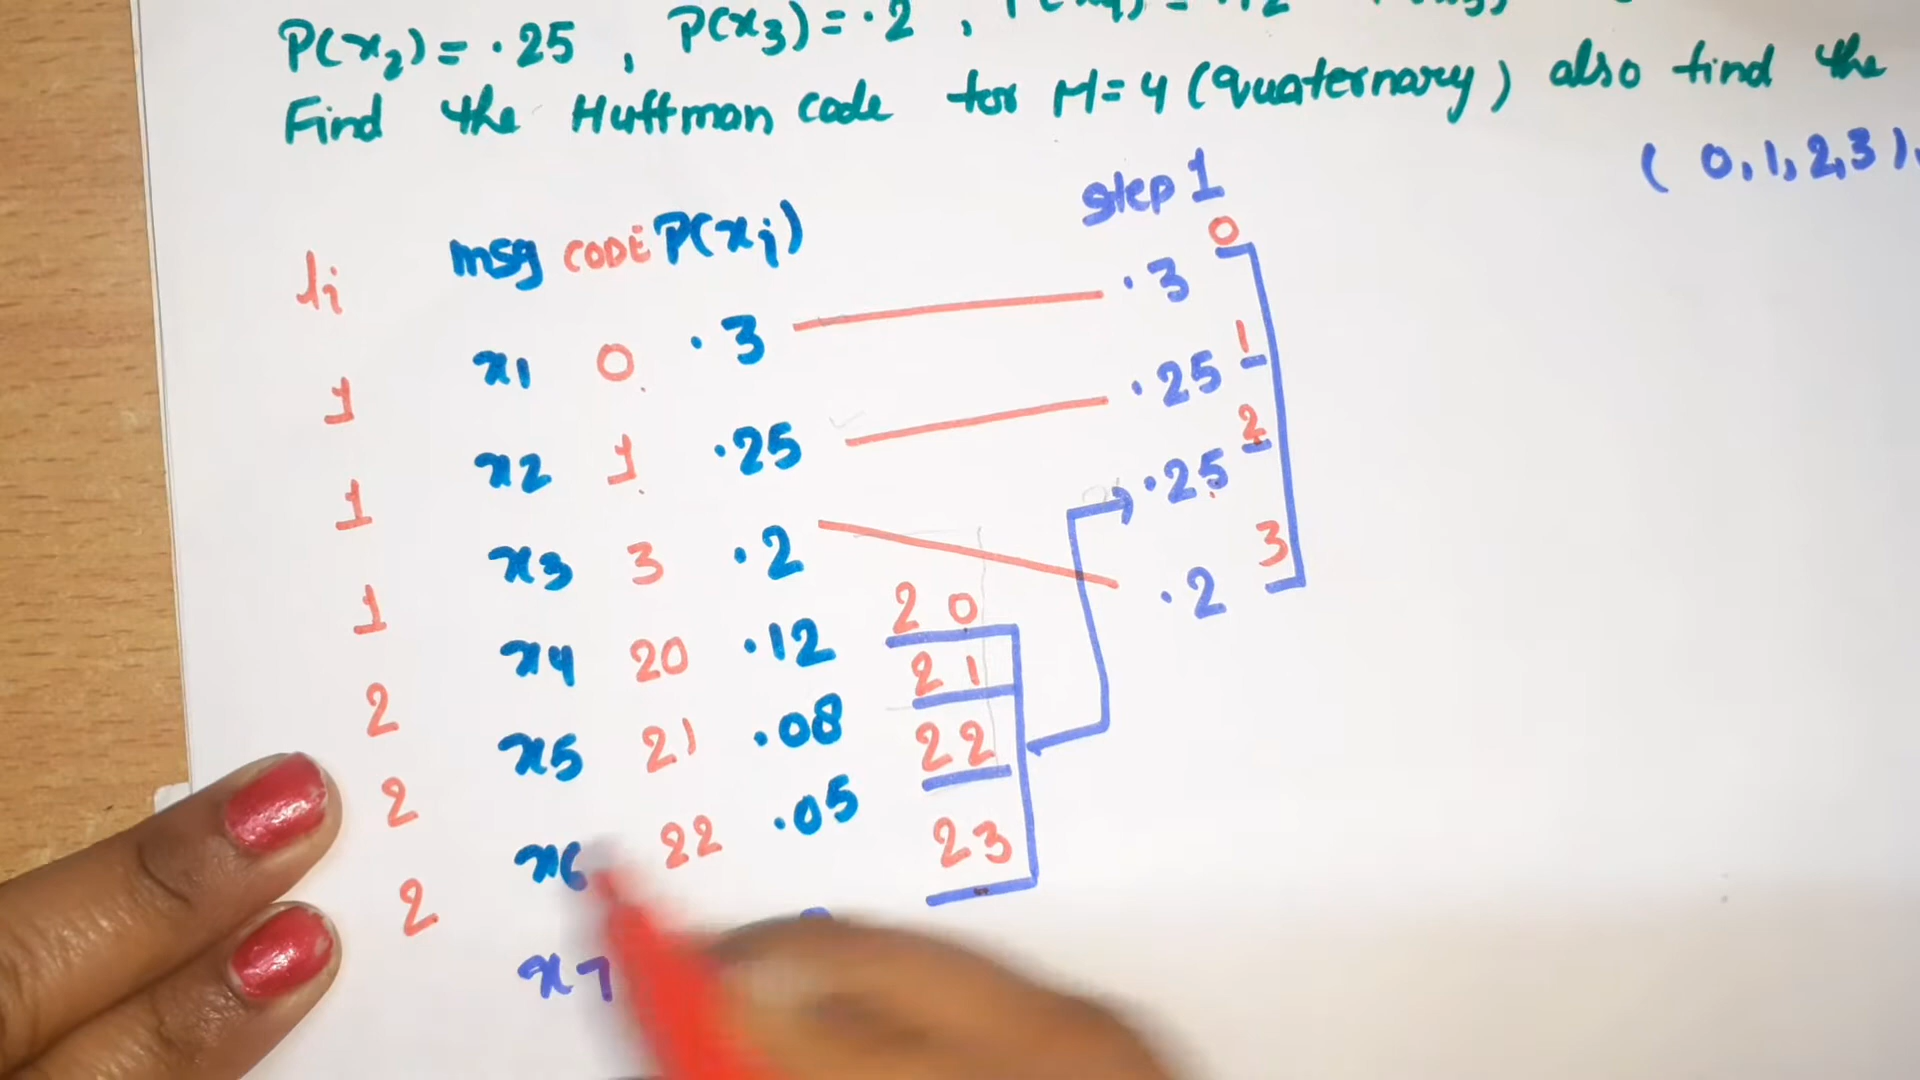 P(x2) = .25 , P(x3) = .2 ,
Find the Huffman code for M=4 (quaternary) also find the
(0,1,2,3),
step 1
li msg CODE P(xi)
1 x1 0 .3 .3 0
1 x2 1 .25 .25 1
.25 2
1 x3 3 .2 .2 3
2 x4 20 .12 20
2 x5 21 .08 21
2 x6 22 .05 22
x7 23